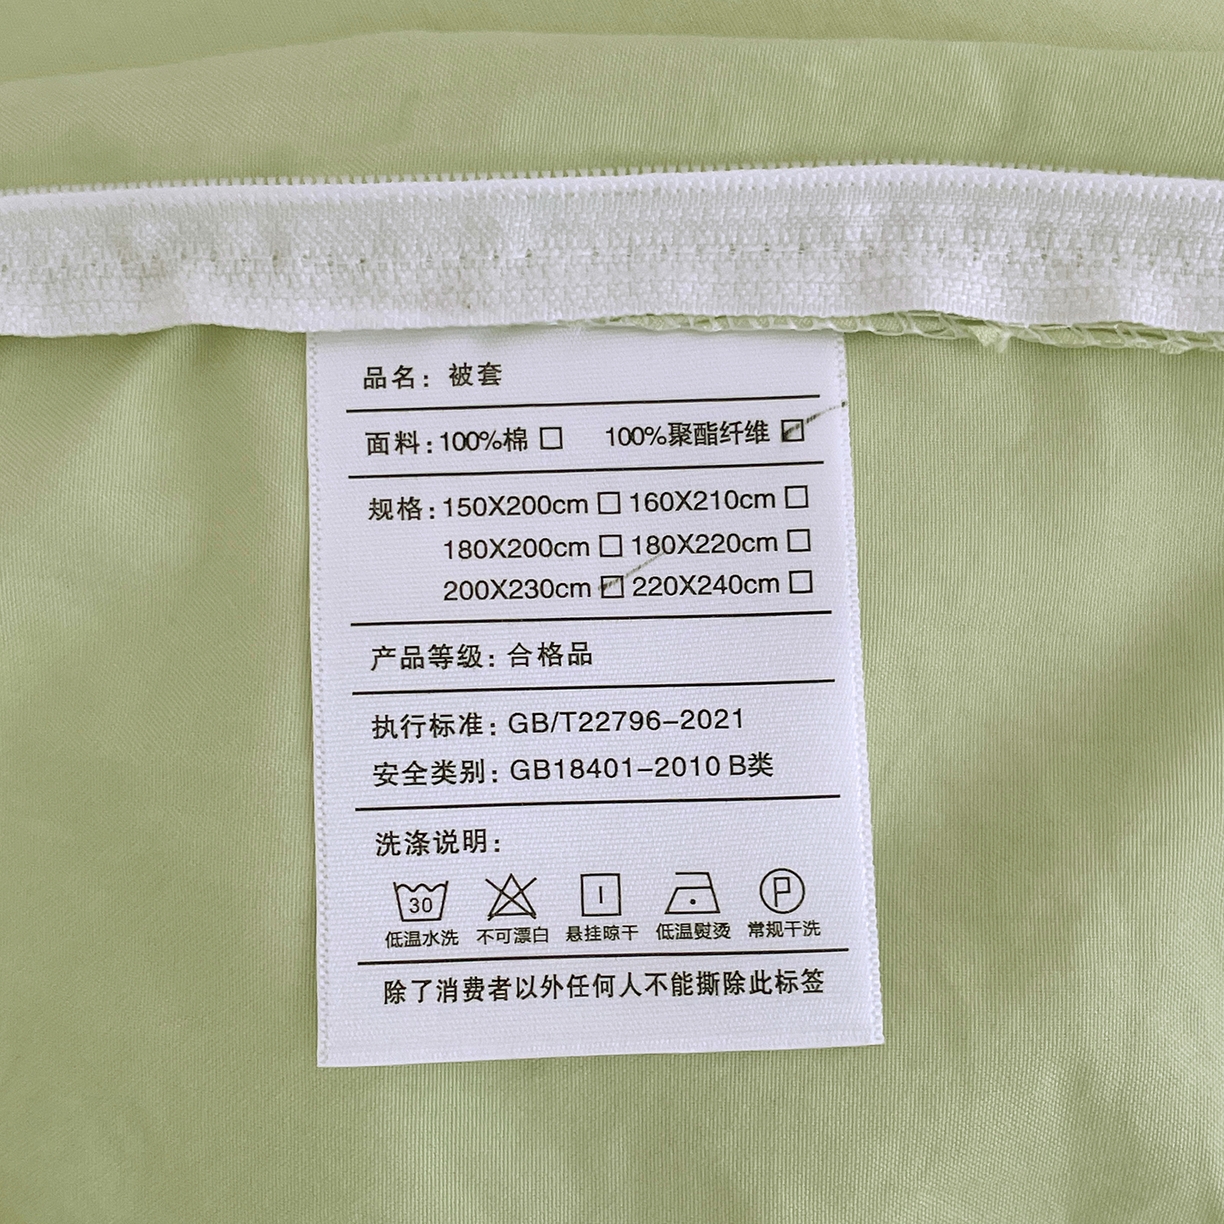 品名：被套
面料：100%棉 □ 100%聚酯纤维 ☑
规格：150X200cm □ 160X210cm □
180X200cm □ 180X220cm □
200X230cm ☑ 220X240cm □
产品等级：合格品
执行标准：GB/T22796-2021
安全类别：GB18401-2010 B类
洗涤说明：
30 P
低温水洗 不可漂白 悬挂晾干 低温熨烫 常规干洗
除了消费者以外任何人不能撕除此标签